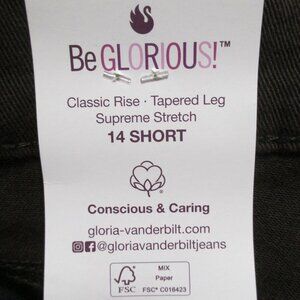 Be GLORIOUS!™
Classic Rise · Tapered Leg
Supreme Stretch
14 SHORT
Conscious & Caring
gloria-vanderbilt.com
@gloriavanderbiltjeans
FSC
MIX
Paper
FSC® C016423